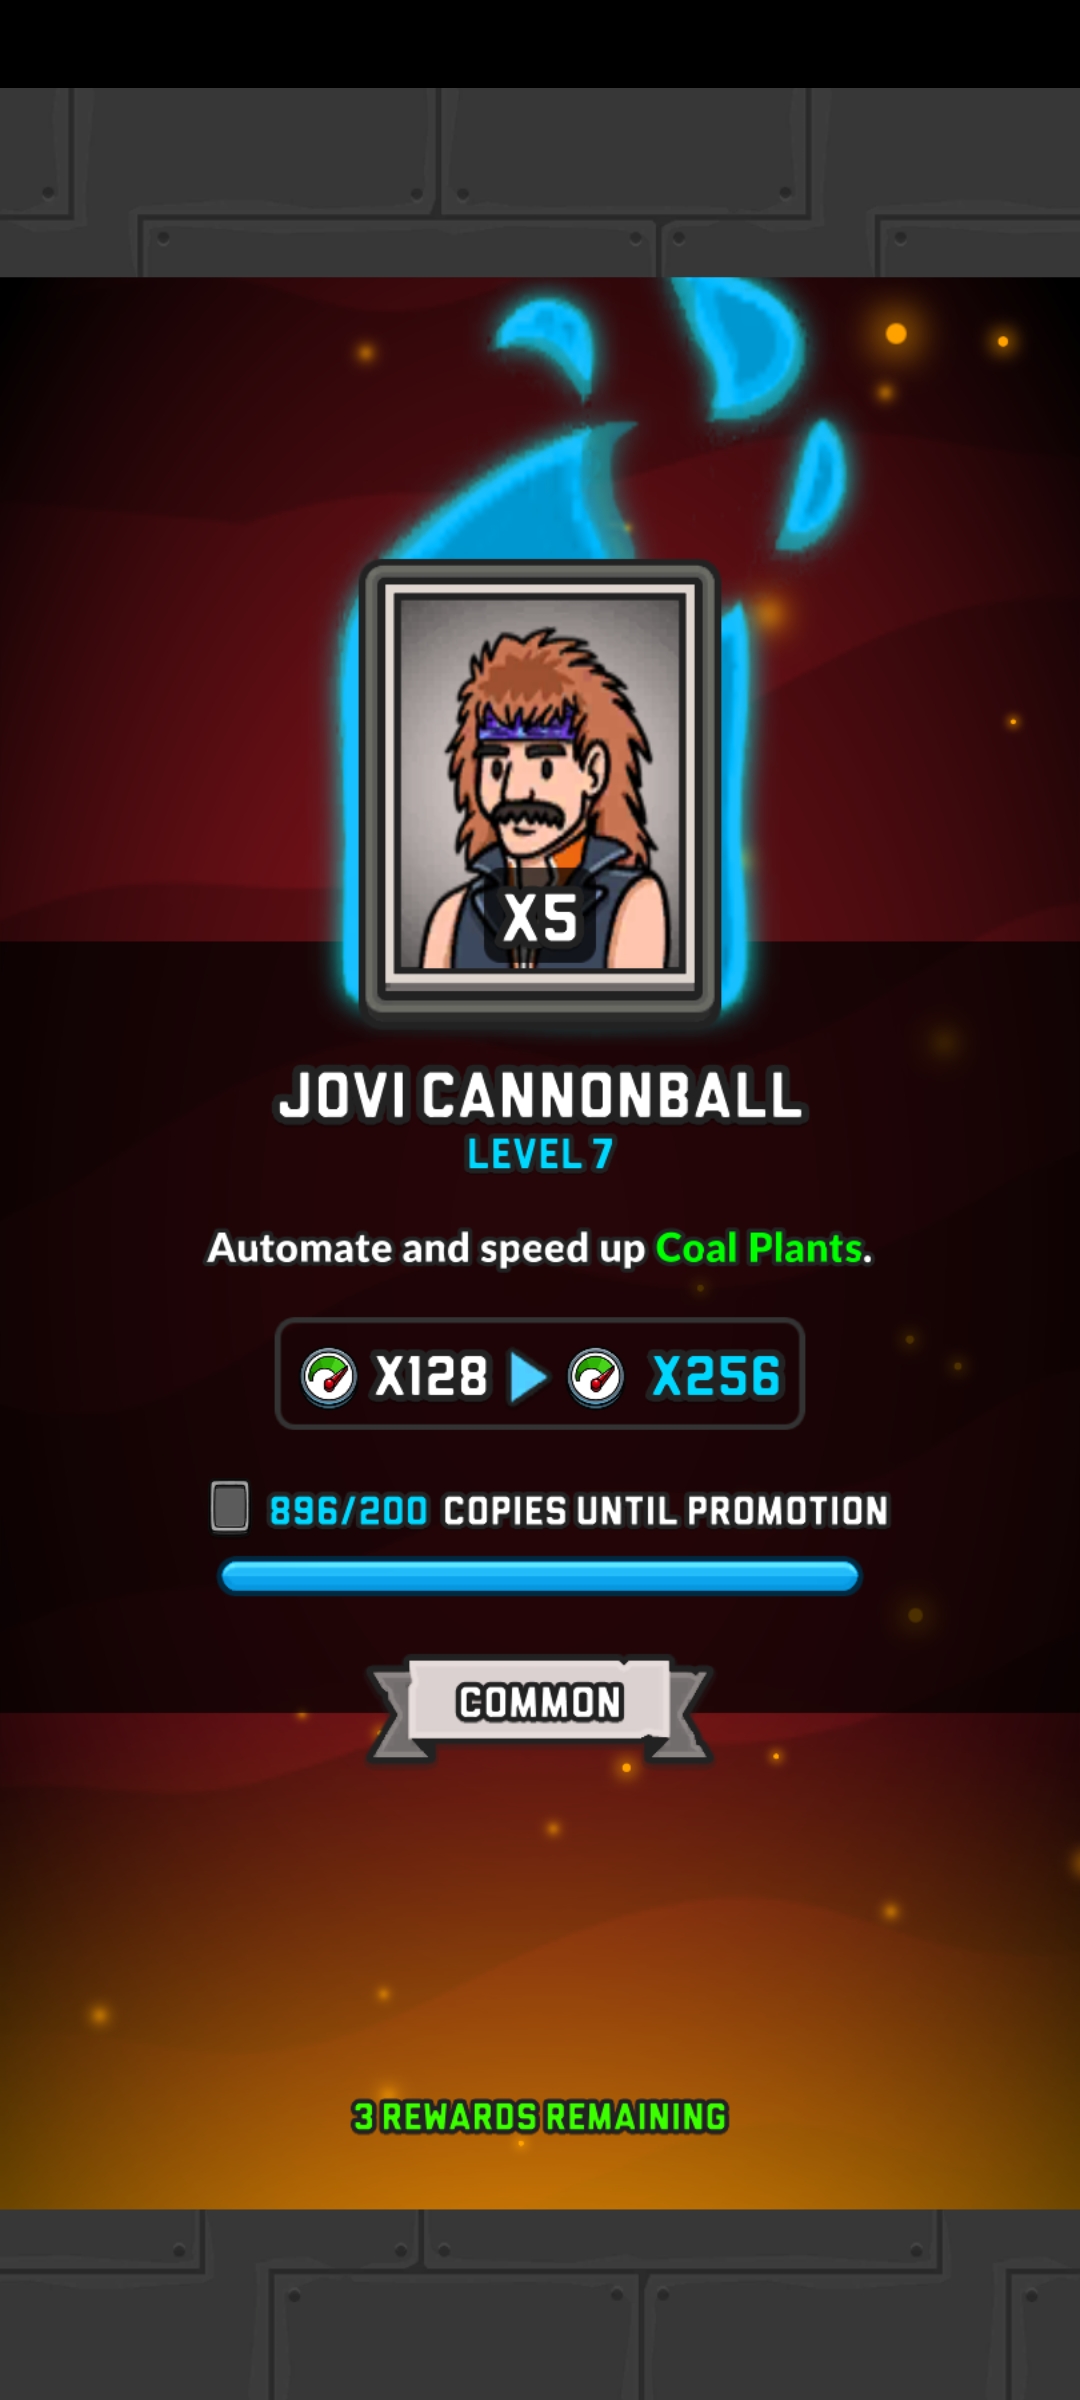 X5
JOVI CANNONBALL
LEVEL 7
Automate and speed up Coal Plants.
X128 X256
896/200 COPIES UNTIL PROMOTION
COMMON
3 REWARDS REMAINING